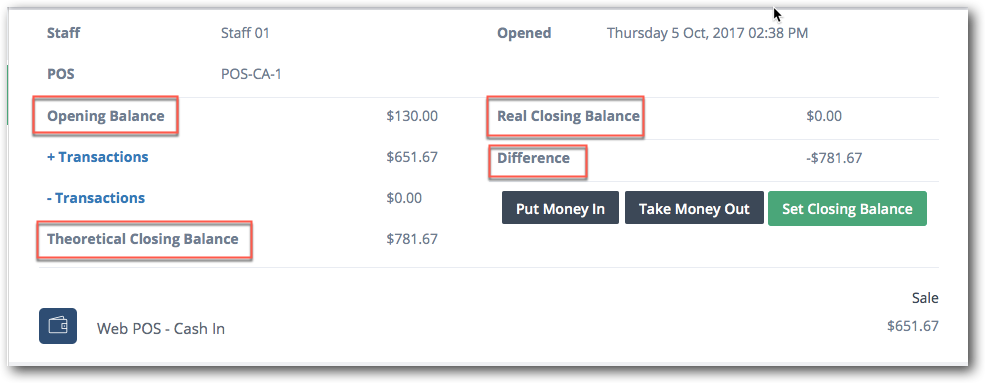 Staff Staff 01 Opened Thursday 5 Oct, 2017 02:38 PM
POS POS-CA-1
Opening Balance $130.00 Real Closing Balance $0.00
+ Transactions $651.67 Difference -$781.67
- Transactions $0.00 Put Money In Take Money Out Set Closing Balance
Theoretical Closing Balance $781.67
Sale
Web POS - Cash In $651.67